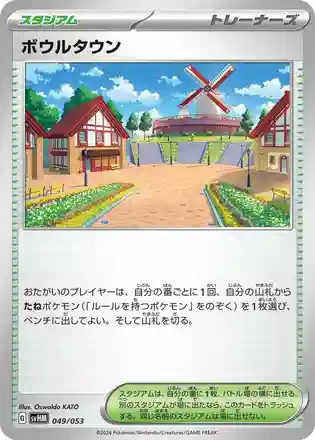 スタジアム
トレーナーズ
ボウルタウン
おたがいのプレイヤーは、自分の番ごとに1回、自分の山札から
たねポケモン(「ルールを持つポケモン」をのぞく)を1枚選び、
ベンチに出してよい。そして山札を切る。
Illus. Oswaldo KATO
G svHM 049/053
スタジアムは、自分の番に1枚だけ、バトル場の横に出せる。
別のスタジアムが場に出たなら、このカードをトラッシュ
する。同じ名前のスタジアムは場に出せない。
©2024 Pokémon/Nintendo/Creatures/GAME FREAK